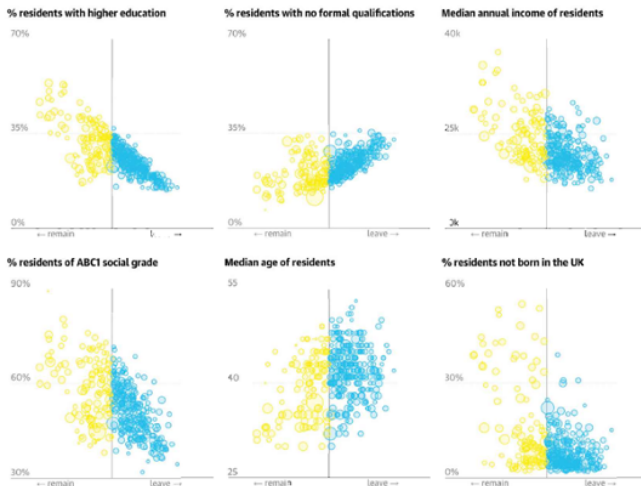 % residents with higher education
70%
35%
0%
← remain
→
% residents with no formal qualifications
70%
35%
0%
← remain
leave →
Median annual income of residents
40k
25k
3k
← remain
leave →
% residents of ABC1 social grade
90%
60%
30%
← remain
leave →
Median age of residents
55
40
25
← remain
leave →
% residents not born in the UK
60%
30%
0%
← remain
leave →